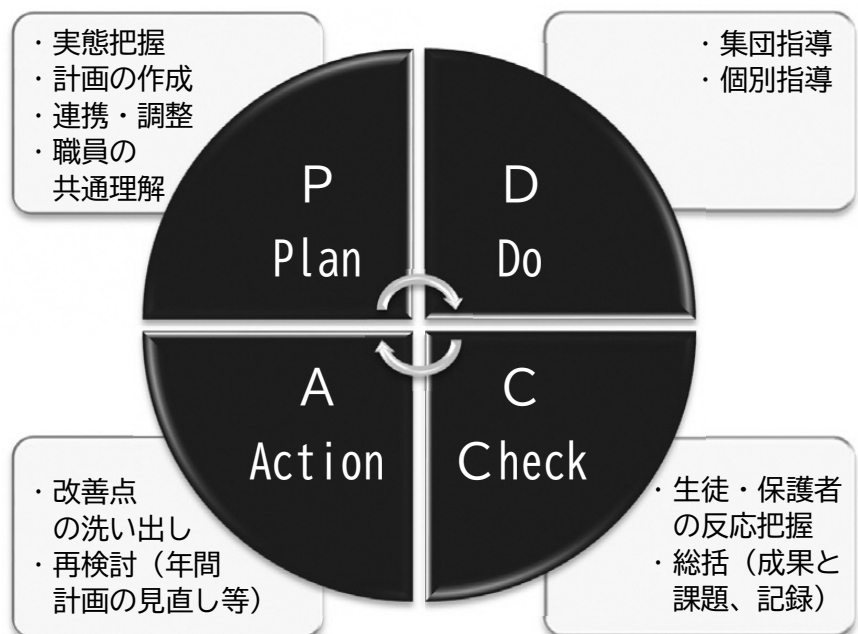 ・実態把握
・計画の作成
・連携・調整
・職員の
共通理解
・集団指導
・個別指導
P
Plan
D
Do
A
Action
C
Check
・改善点
の洗い出し
・再検討（年間
計画の見直し等）
・生徒・保護者
の反応把握
・総括（成果と
課題、記録）